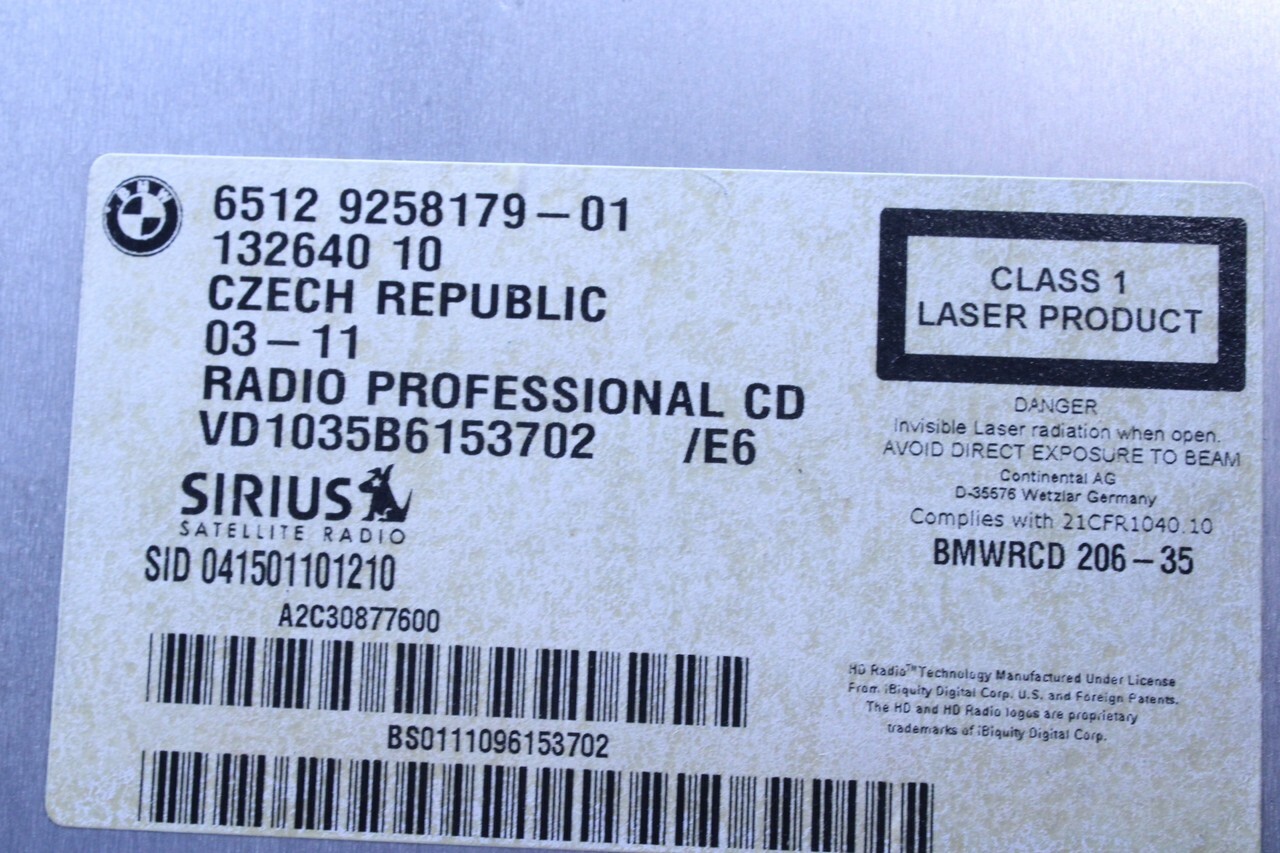 BMW
6512 9258179-01
132640 10
CZECH REPUBLIC
03-11
RADIO PROFESSIONAL CD
VD1035B6153702 /E6
SIRIUS
SATELLITE RADIO
SID 041501101210
A2C30877600
BS0111096153702
CLASS 1
LASER PRODUCT
DANGER
Invisible Laser radiation when open.
AVOID DIRECT EXPOSURE TO BEAM
Continental AG
D-35576 Wetzlar Germany
Complies with 21CFR1040.10
BMWRCD 206-35
HD Radio™ Technology Manufactured Under License
From iBiquity Digital Corp. U.S. and Foreign Patents.
The HD and HD Radio logos are proprietary
trademarks of iBiquity Digital Corp.